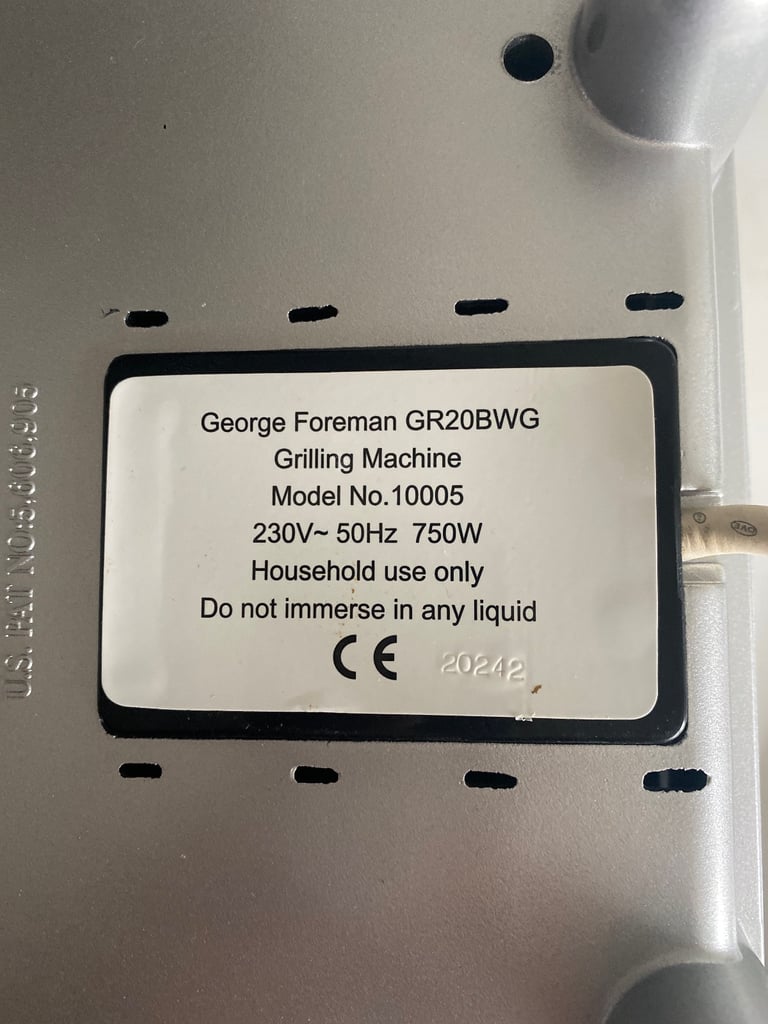 George Foreman GR20BWG
Grilling Machine
Model No.10005
230V~ 50Hz 750W
Household use only
Do not immerse in any liquid
CE 20242
U.S. PAT NO:5,606,905